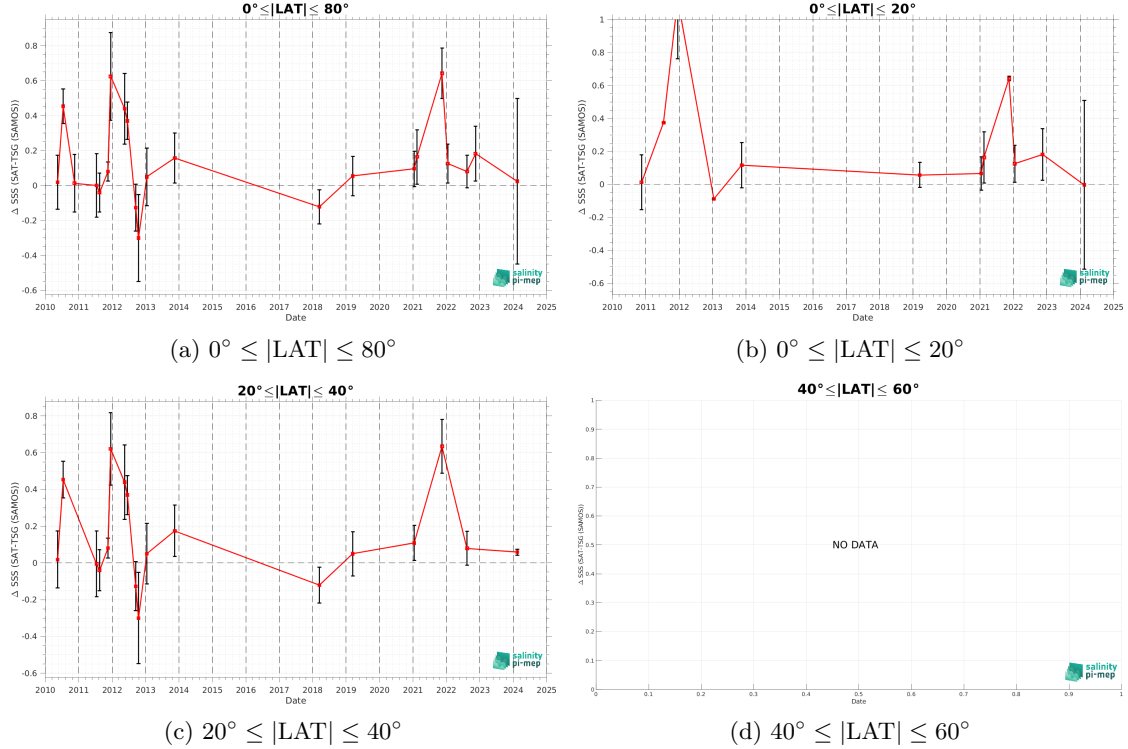 0°≤|LAT|≤ 80°
Δ SSS (SAT-TSG (SAMOS))
0.8
0.6
0.4
0.2
0
-0.2
-0.4
-0.6
2010 2011 2012 2013 2014 2015 2016 2017 2018 2019 2020 2021 2022 2023 2024 2025
Date
salinity
pi-mep
(a) 0° ≤ |LAT| ≤ 80°
0°≤|LAT|≤ 20°
Δ SSS (SAT-TSG (SAMOS))
1
0.8
0.6
0.4
0.2
0
-0.2
-0.4
-0.6
2010 2011 2012 2013 2014 2015 2016 2017 2018 2019 2020 2021 2022 2023 2024 2025
Date
salinity
pi-mep
(b) 0° ≤ |LAT| ≤ 20°
20°≤|LAT|≤ 40°
Δ SSS (SAT-TSG (SAMOS))
0.8
0.6
0.4
0.2
0
-0.2
-0.4
-0.6
2010 2011 2012 2013 2014 2015 2016 2017 2018 2019 2020 2021 2022 2023 2024 2025
Date
salinity
pi-mep
(c) 20° ≤ |LAT| ≤ 40°
40°≤|LAT|≤ 60°
Δ SSS (SAT-TSG (SAMOS))
1
0.9
0.8
0.7
0.6
0.5
0.4
0.3
0.2
0.1
0
NO DATA
0 0.1 0.2 0.3 0.4 0.5 0.6 0.7 0.8 0.9 1
Date
salinity
pi-mep
(d) 40° ≤ |LAT| ≤ 60°